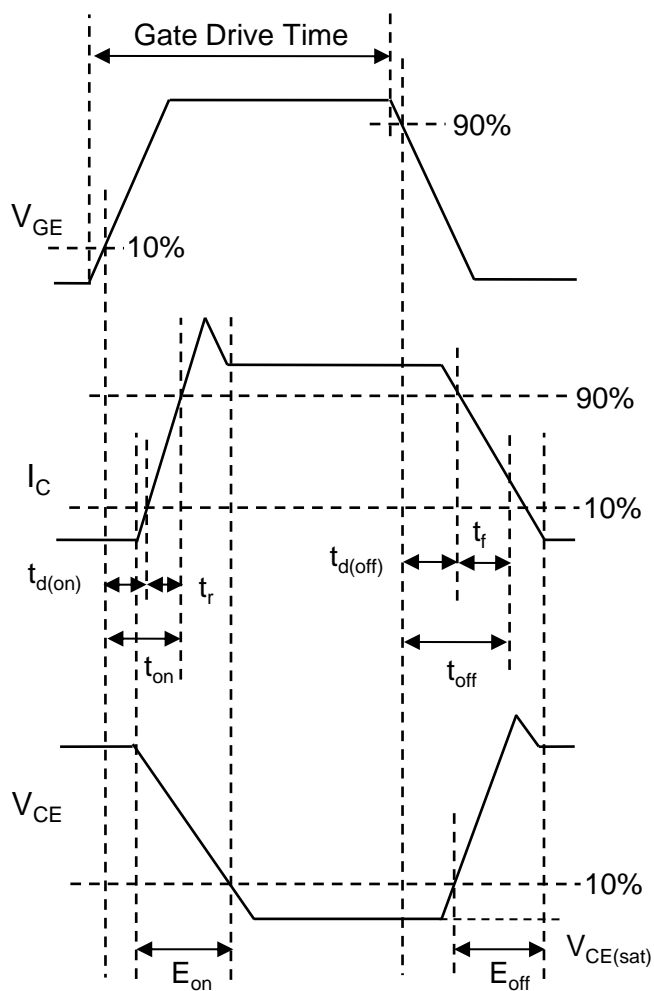 Gate Drive Time
90%
V_GE
10%
90%
I_C
10%
t_d(on)
t_r
t_d(off)
t_f
t_on
t_off
V_CE
10%
V_CE(sat)
E_on
E_off